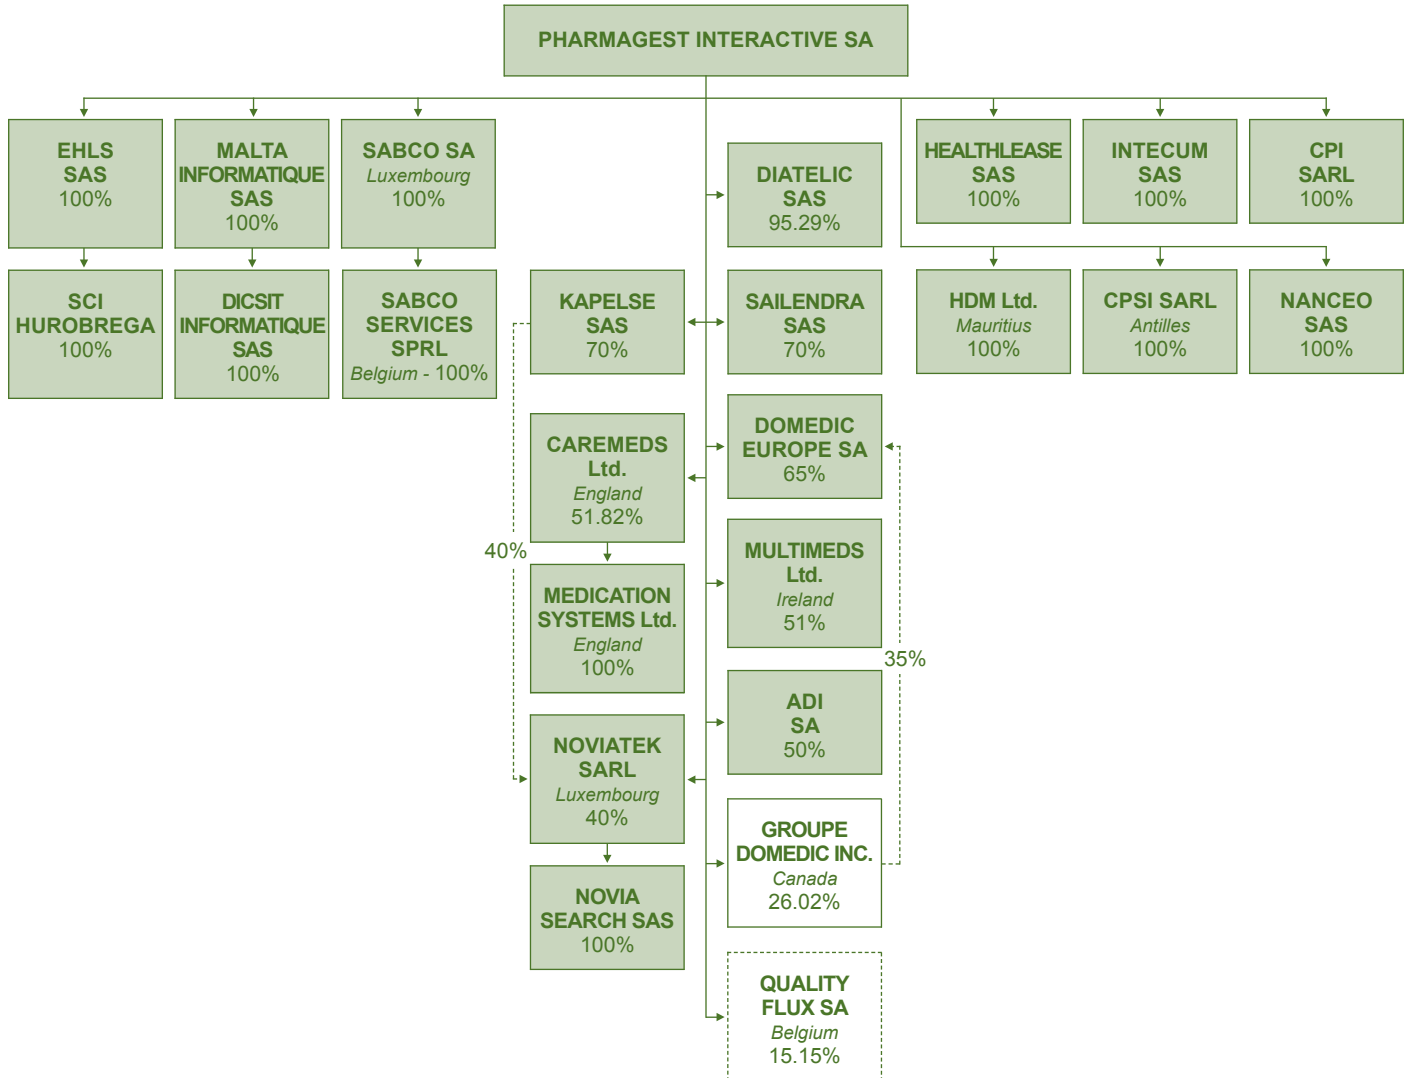 PHARMAGEST INTERACTIVE SA
EHLS
SAS
100%
MALTA
INFORMATIQUE
SAS
100%
SABCO SA
Luxembourg
100%
DIATELIC
SAS
95.29%
HEALTHLEASE
SAS
100%
INTECUM
SAS
100%
CPI
SARL
100%
SCI
HUROBREGA
100%
DICSIT
INFORMATIQUE
SAS
100%
SABCO
SERVICES
SPRL
Belgium - 100%
KAPELSE
SAS
70%
SAILENDRA
SAS
70%
HDM Ltd.
Mauritius
100%
CPSI SARL
Antilles
100%
NANCEO
SAS
100%
CAREMEDS
Ltd.
England
51.82%
DOMEDIC
EUROPE SA
65%
40%
MEDICATION
SYSTEMS Ltd.
England
100%
MULTIMEDS
Ltd.
Ireland
51%
35%
NOVIATEK
SARL
Luxembourg
40%
ADI
SA
50%
NOVIA
SEARCH SAS
100%
GROUPE
DOMEDIC INC.
Canada
26.02%
QUALITY
FLUX SA
Belgium
15.15%